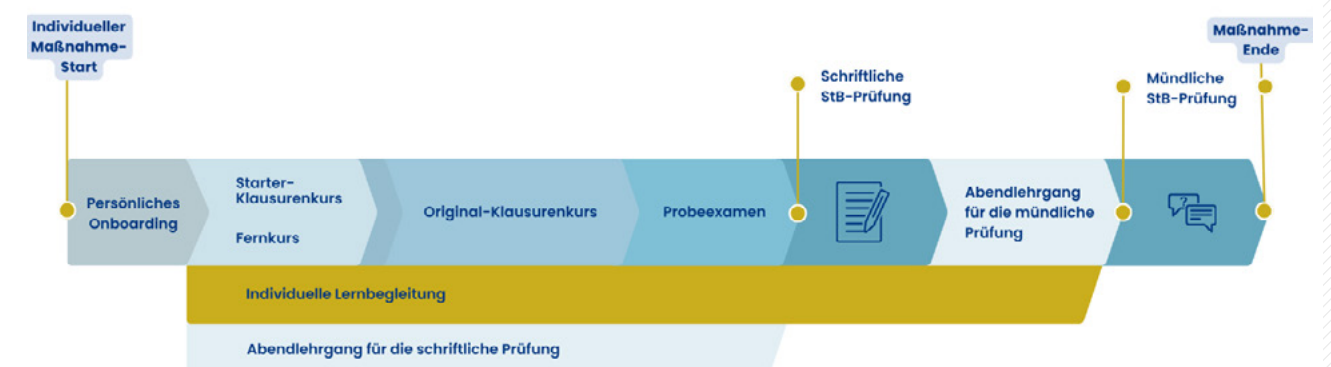 Individueller
Maßnahme-
Start
Maßnahme-
Ende
Schriftliche
StB-Prüfung
Mündliche
StB-Prüfung
Persönliches
Onboarding
Starter-
Klausurenkurs
Fernkurs
Original-Klausurenkurs
Probeexamen
Abendlehrgang
für die mündliche
Prüfung
?
Individuelle Lernbegleitung
Abendlehrgang für die schriftliche Prüfung